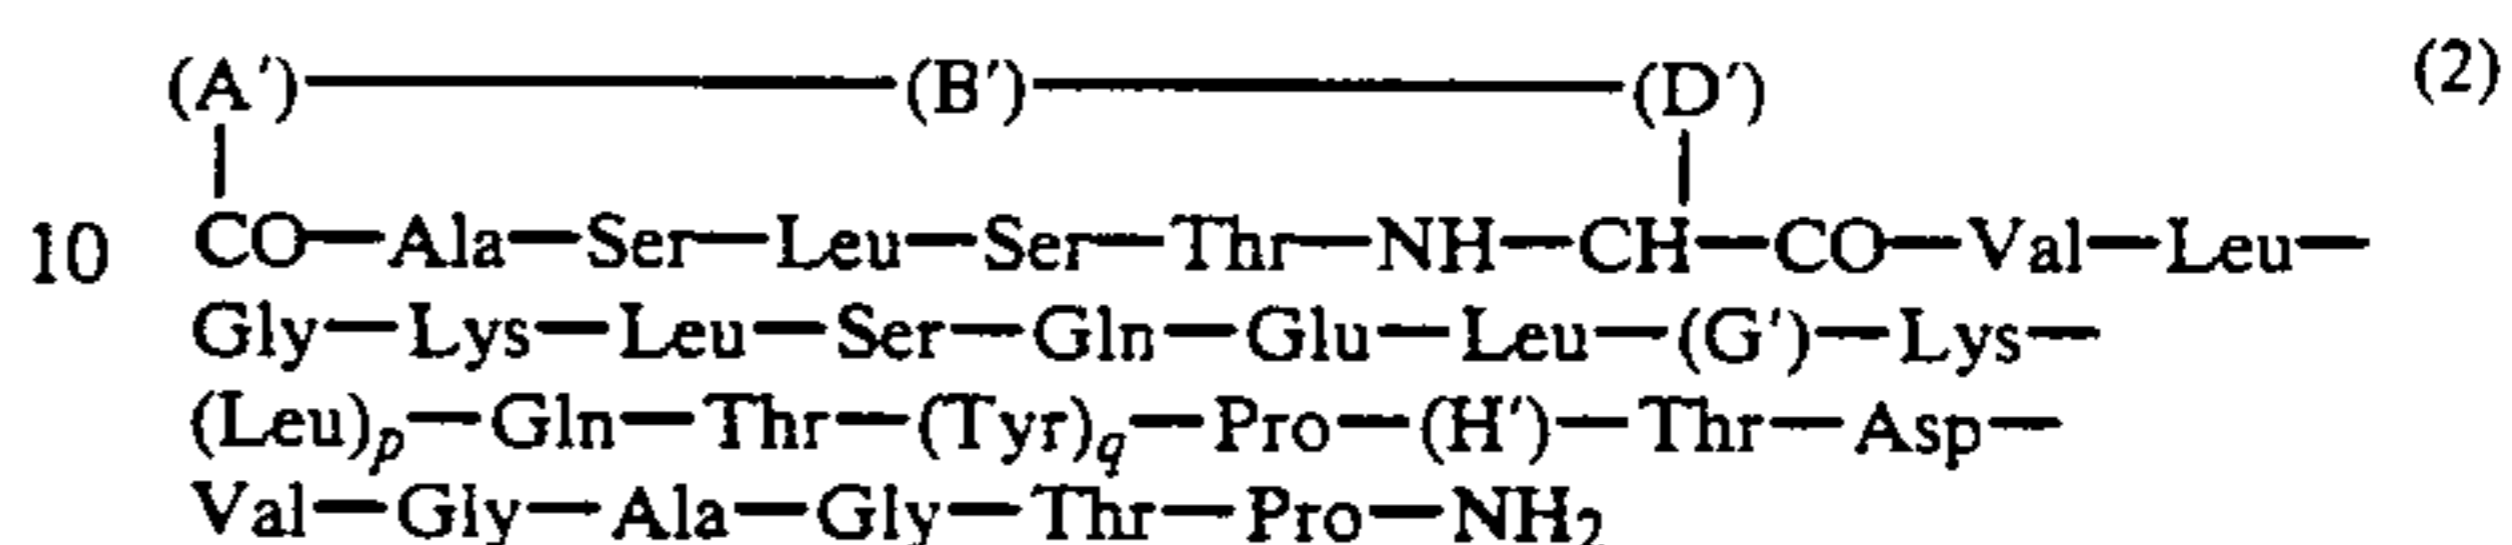 (A′)—(B′)—(D′) (2)
10 CO—Ala—Ser—Leu—Ser—Thr—NH—CH—CO—Val—Leu—
Gly—Lys—Leu—Ser—Gln—Glu—Leu—(G′)—Lys—
(Leu)p—Gln—Thr—(Tyr)q—Pro—(H′)—Thr—Asp—
Val—Gly—Ala—Gly—Thr—Pro—NH2